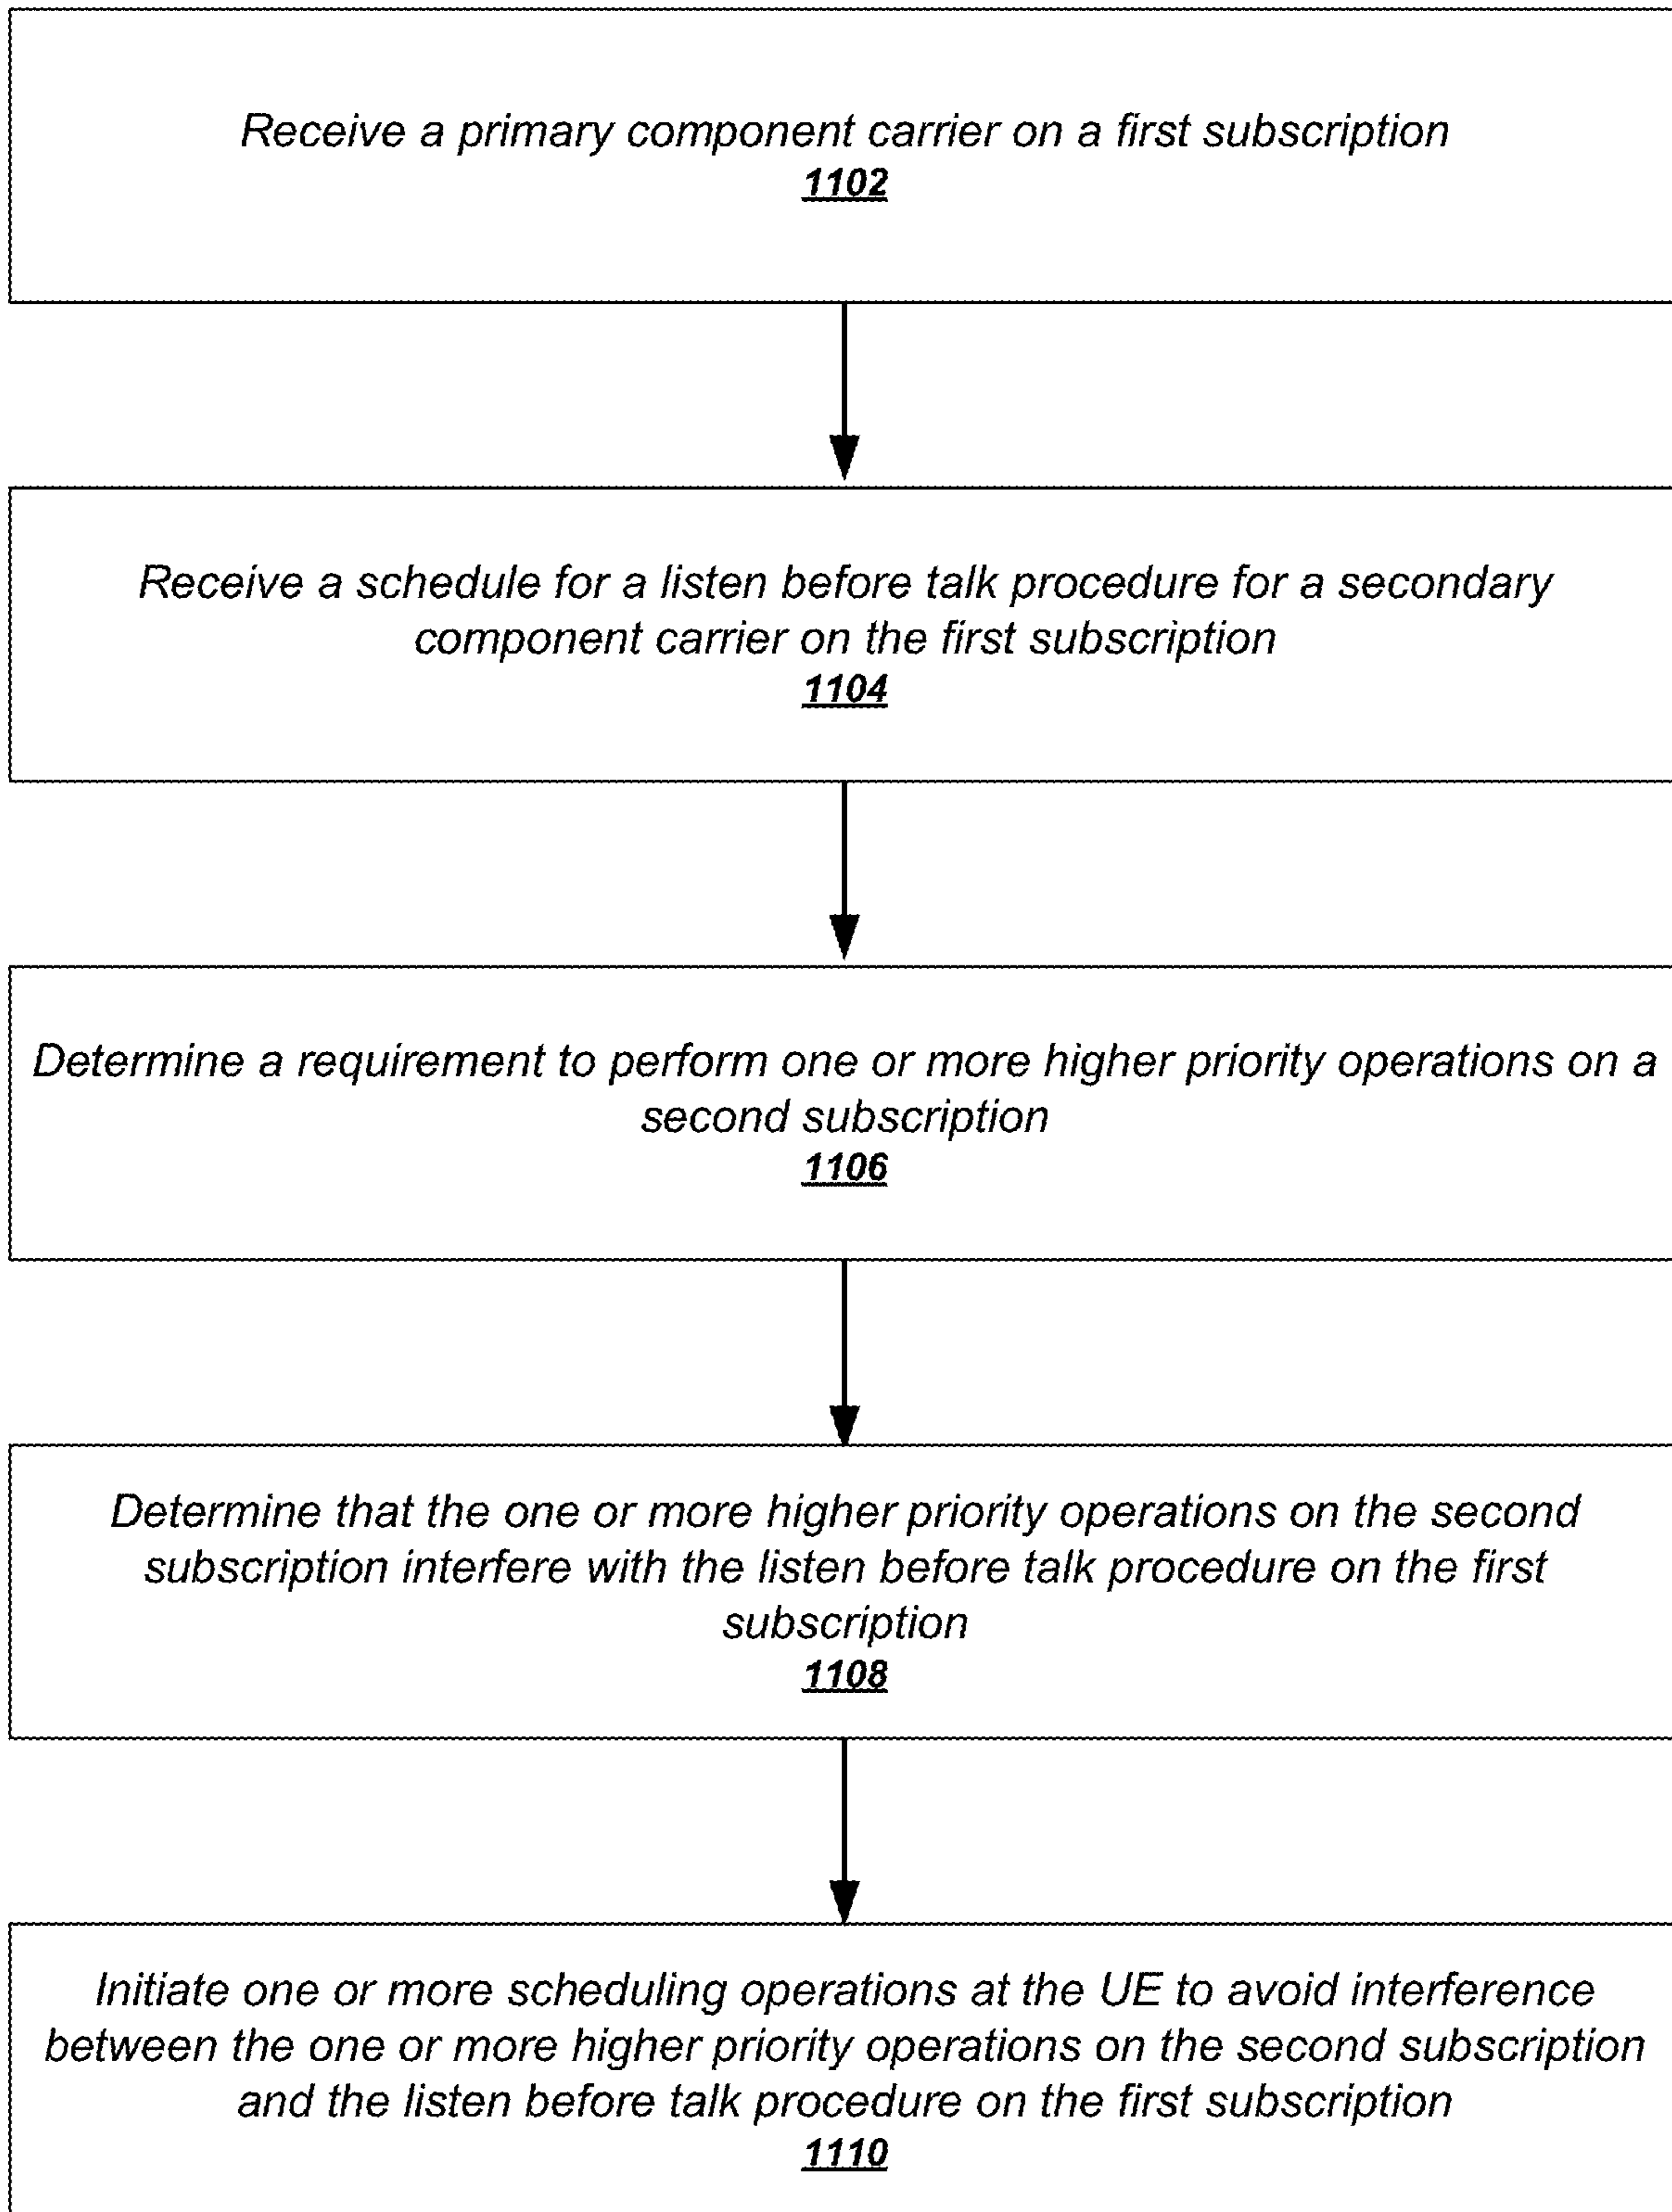 Receive a primary component carrier on a first subscription
1102
Receive a schedule for a listen before talk procedure for a secondary
component carrier on the first subscription
1104
Determine a requirement to perform one or more higher priority operations on a
second subscription
1106
Determine that the one or more higher priority operations on the second
subscription interfere with the listen before talk procedure on the first
subscription
1108
Initiate one or more scheduling operations at the UE to avoid interference
between the one or more higher priority operations on the second subscription
and the listen before talk procedure on the first subscription
1110